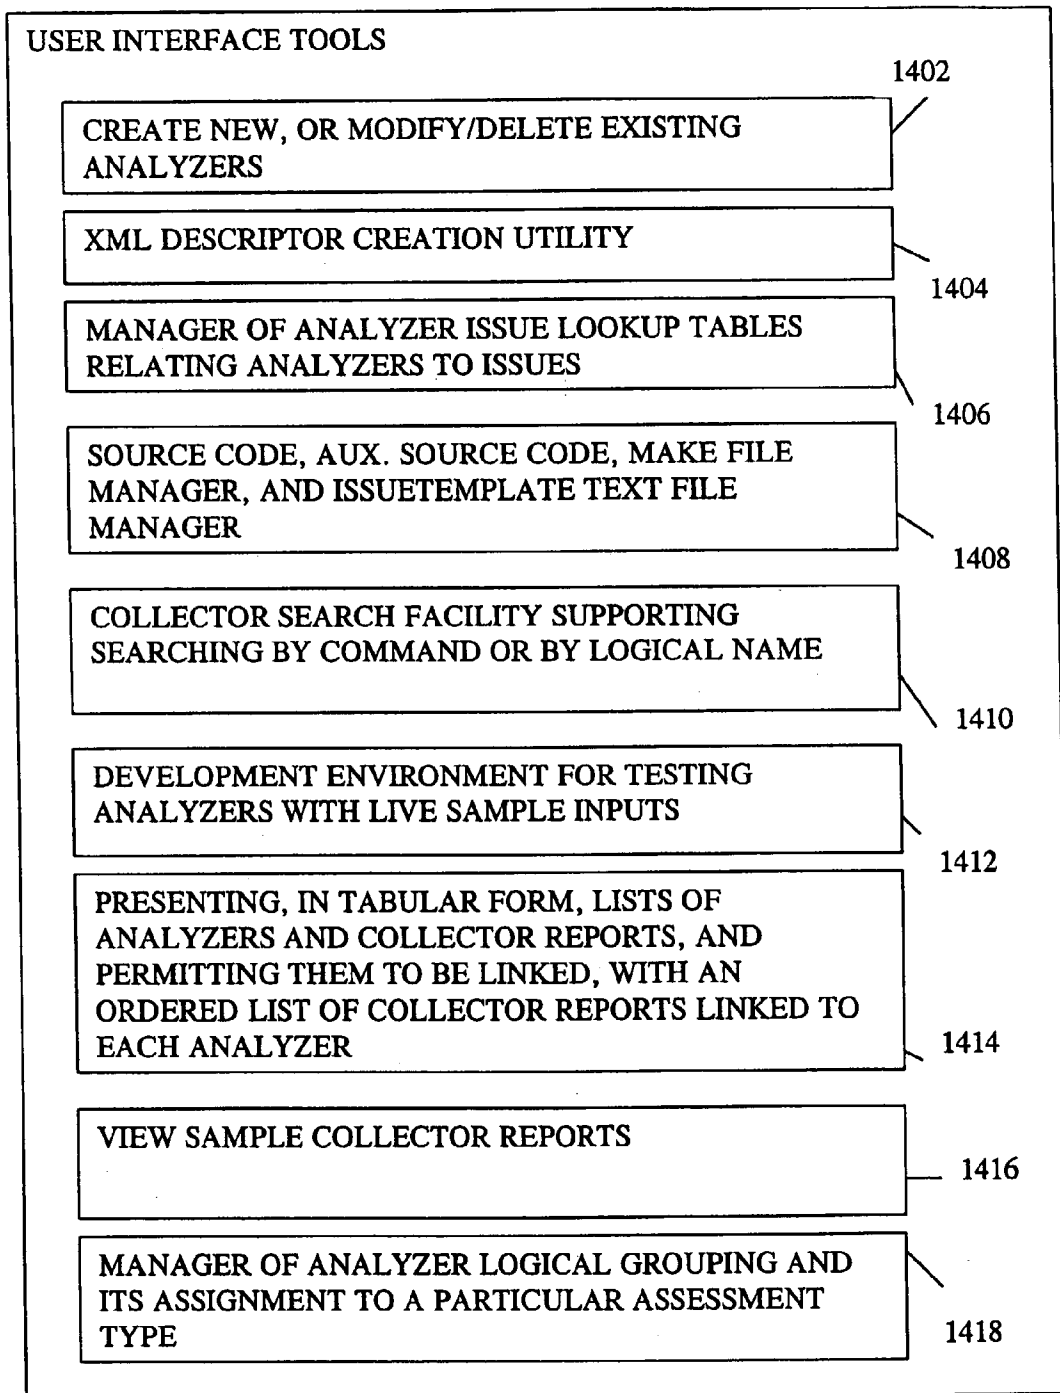 USER INTERFACE TOOLS
1402
CREATE NEW, OR MODIFY/DELETE EXISTING
ANALYZERS
XML DESCRIPTOR CREATION UTILITY
1404
MANAGER OF ANALYZER ISSUE LOOKUP TABLES
RELATING ANALYZERS TO ISSUES
1406
SOURCE CODE, AUX. SOURCE CODE, MAKE FILE
MANAGER, AND ISSUETEMPLATE TEXT FILE
MANAGER
1408
COLLECTOR SEARCH FACILITY SUPPORTING
SEARCHING BY COMMAND OR BY LOGICAL NAME
1410
DEVELOPMENT ENVIRONMENT FOR TESTING
ANALYZERS WITH LIVE SAMPLE INPUTS
1412
PRESENTING, IN TABULAR FORM, LISTS OF
ANALYZERS AND COLLECTOR REPORTS, AND
PERMITTING THEM TO BE LINKED, WITH AN
ORDERED LIST OF COLLECTOR REPORTS LINKED TO
EACH ANALYZER
1414
VIEW SAMPLE COLLECTOR REPORTS
1416
MANAGER OF ANALYZER LOGICAL GROUPING AND
ITS ASSIGNMENT TO A PARTICULAR ASSESSMENT
TYPE
1418